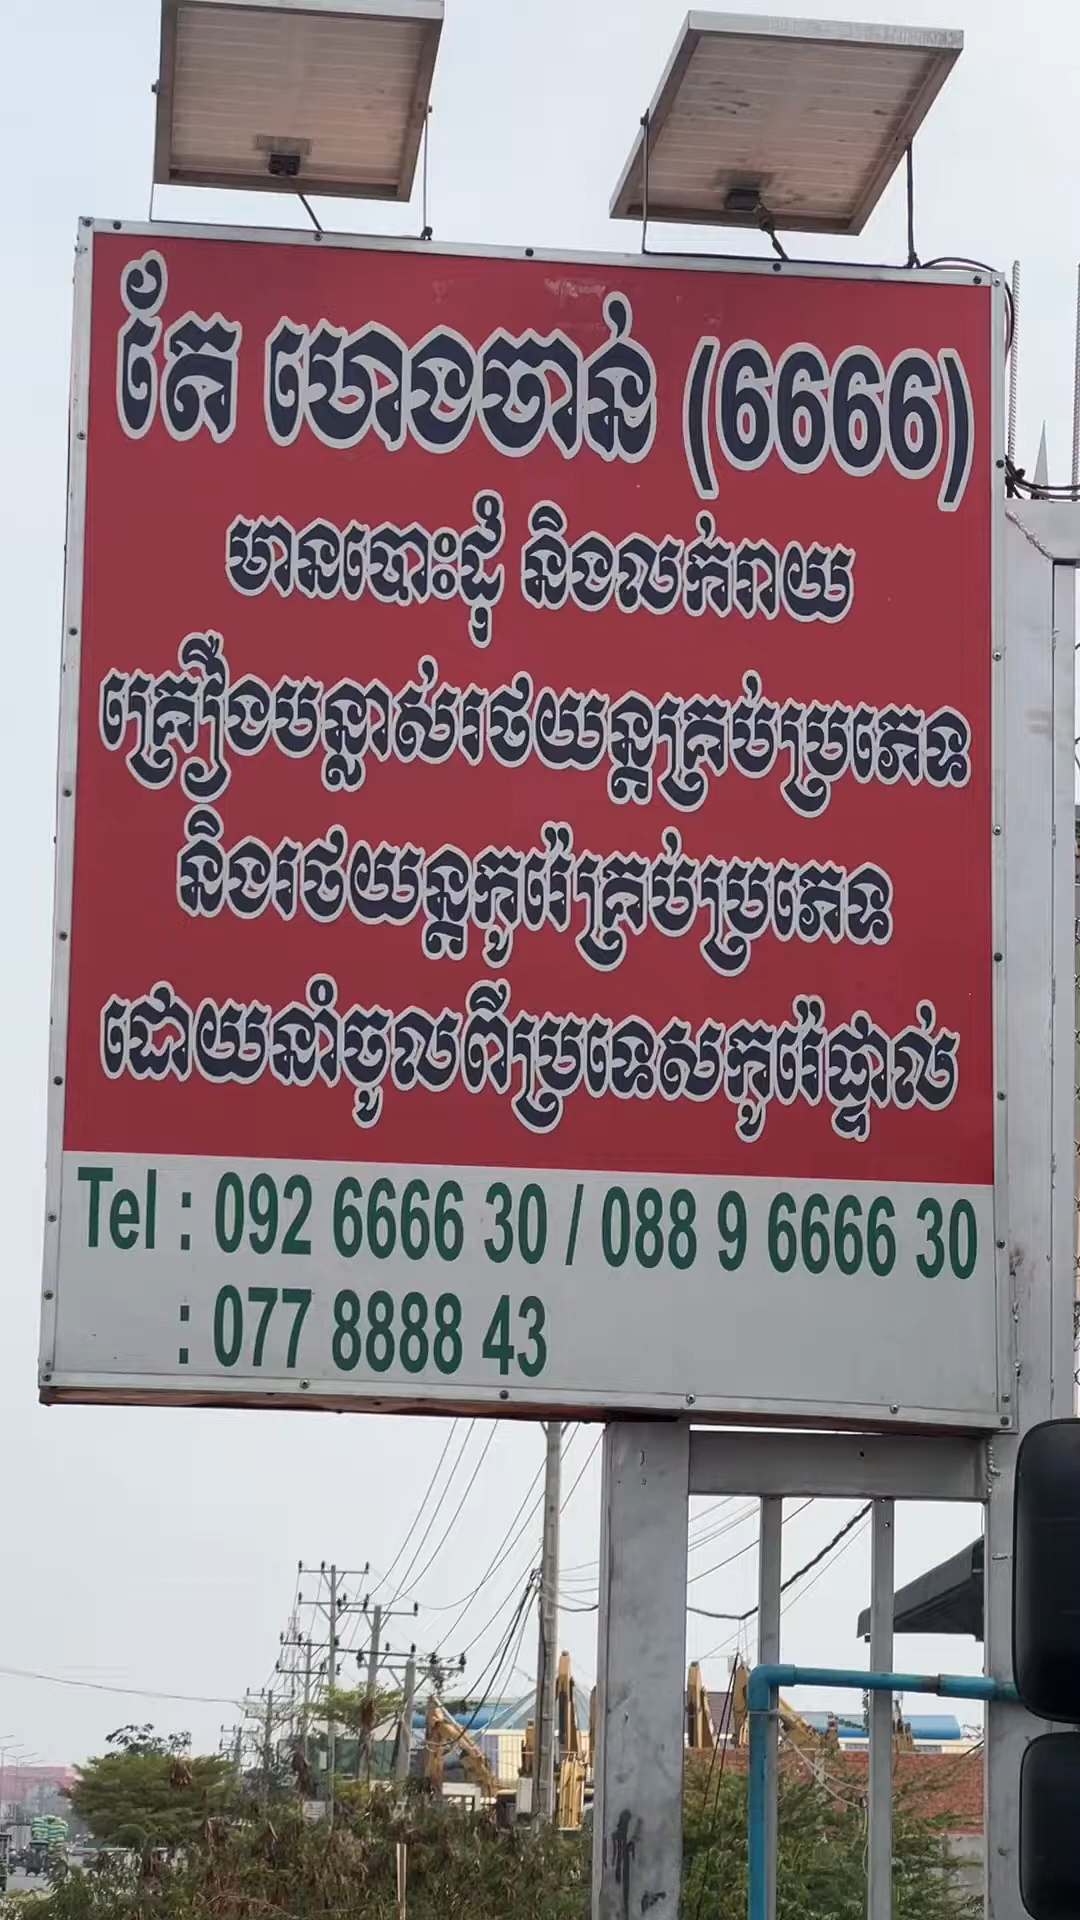 តៃ ហេងចាន់ (6666)
មានបោះដុំ និងលក់រាយ
គ្រឿងបន្លាស់រថយន្តគ្រប់ប្រភេទ
និងរថយន្តកូរ៉េគ្រប់ប្រភេទ
ដោយនាំចូលពីប្រទេសកូរ៉េផ្ទាល់
Tel : 092 6666 30 / 088 9 6666 30
: 077 8888 43